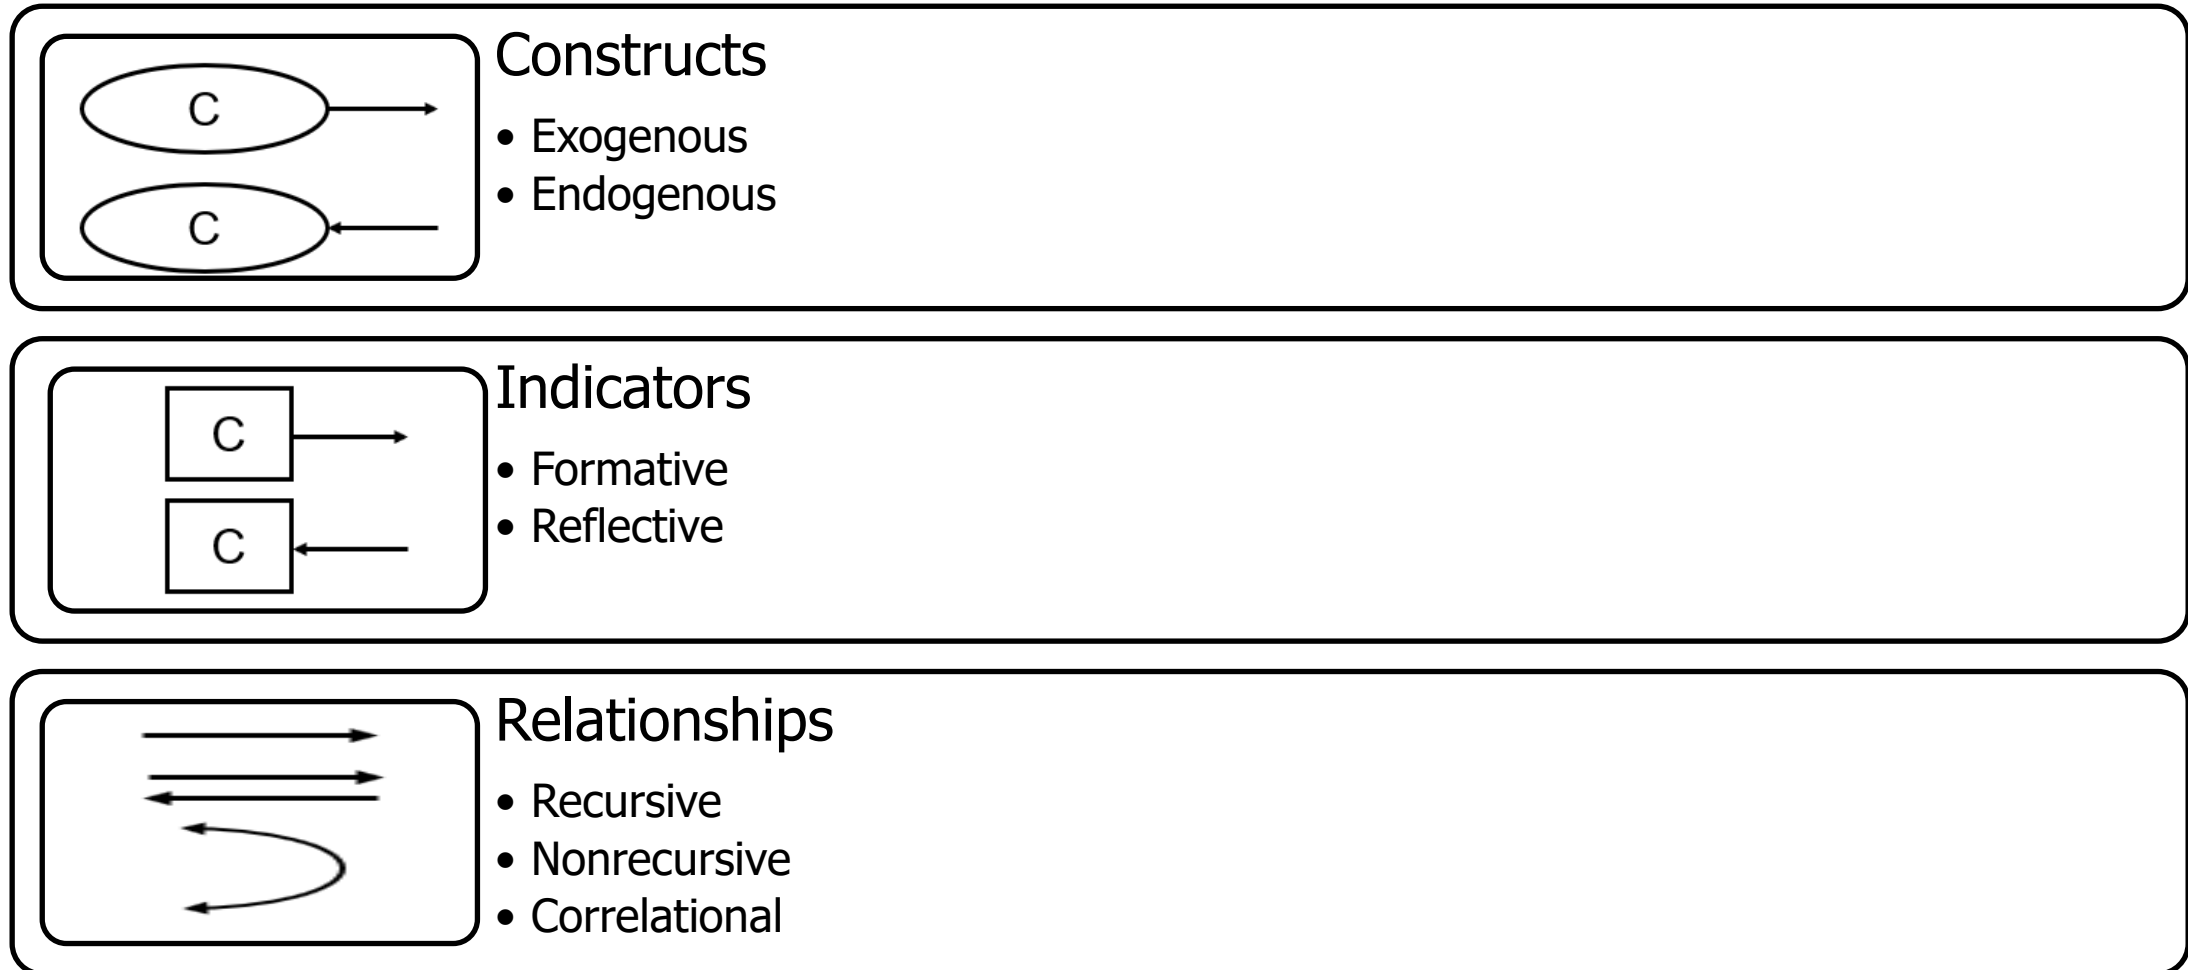 C
C
Constructs
• Exogenous
• Endogenous
C
C
Indicators
• Formative
• Reflective
Relationships
• Recursive
• Nonrecursive
• Correlational